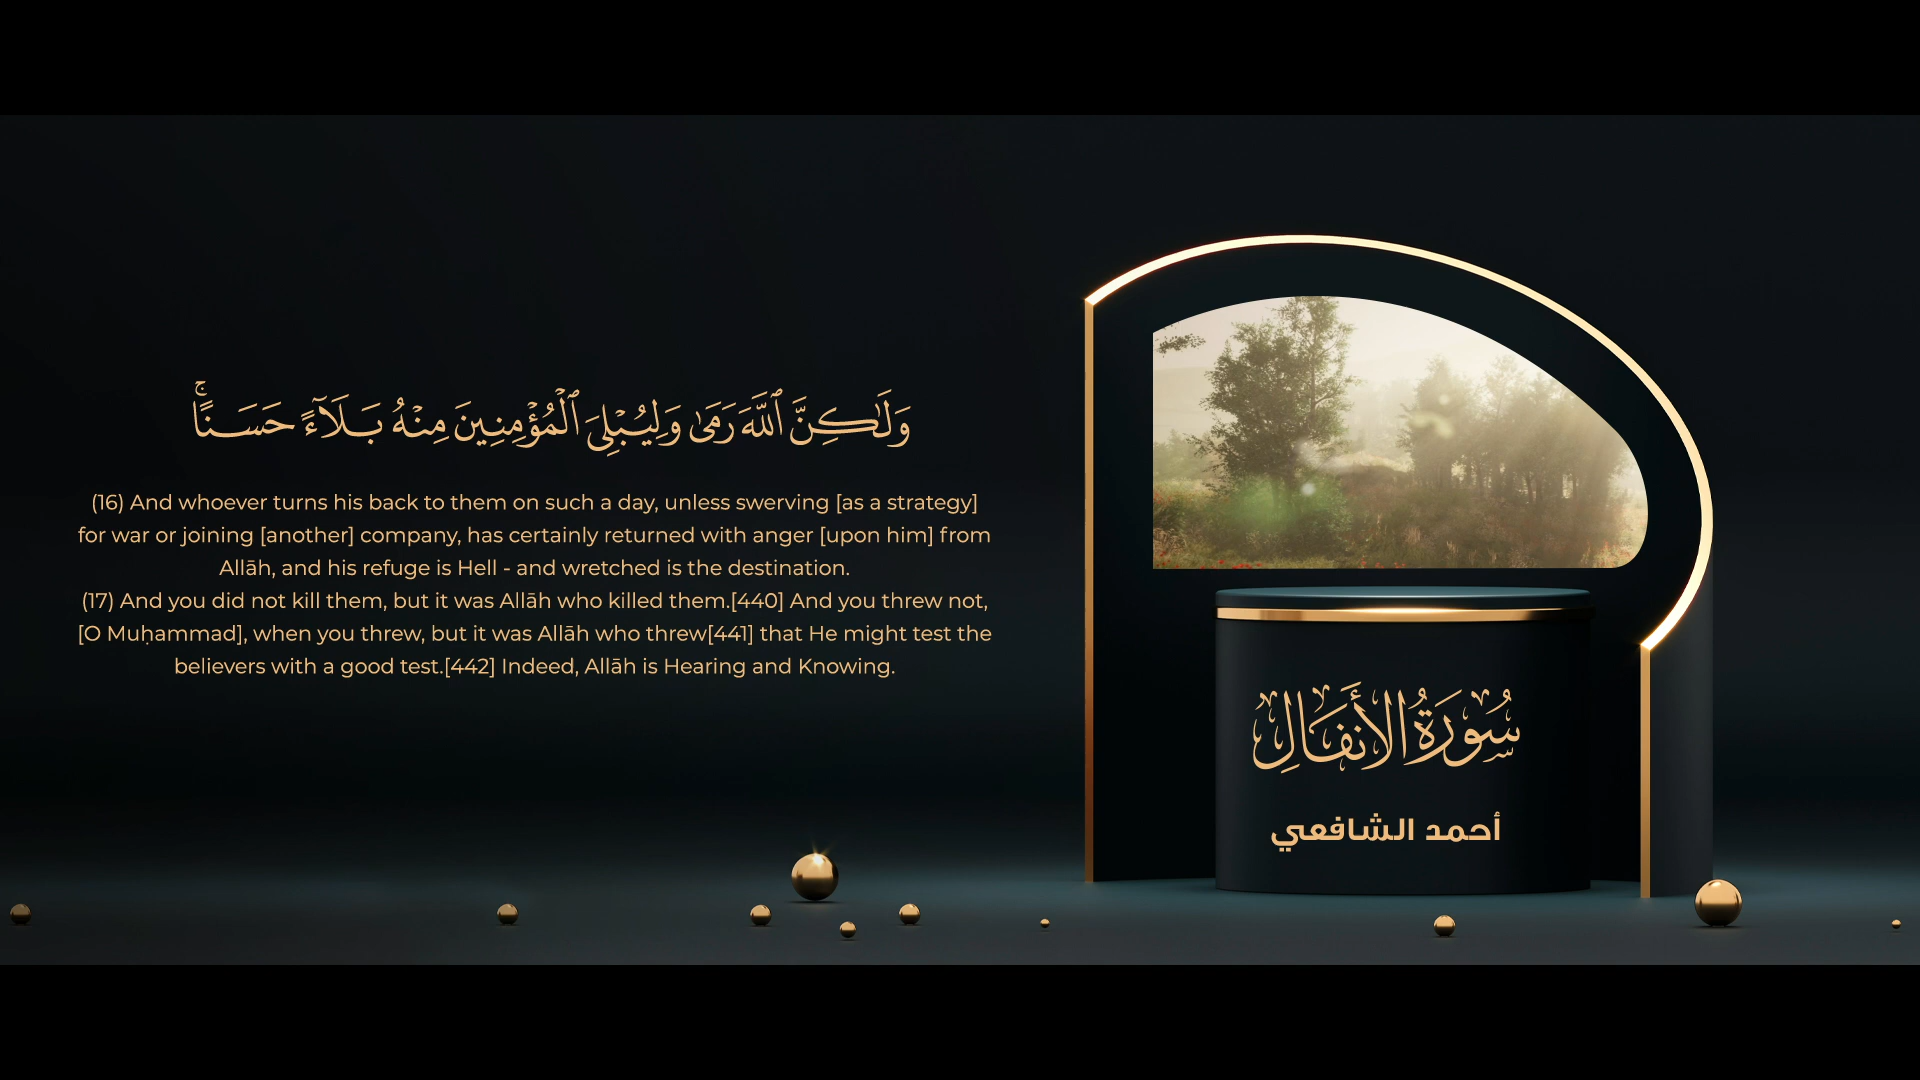 وَلَٰكِنَّ ٱللَّهَ رَمَىٰ وَلِيُبْلِىَ ٱلْمُؤْمِنِينَ مِنْهُ بَلَآءً حَسَنًاۚ
(16) And whoever turns his back to them on such a day, unless swerving [as a strategy]
for war or joining [another] company, has certainly returned with anger [upon him] from
Allāh, and his refuge is Hell - and wretched is the destination.
(17) And you did not kill them, but it was Allāh who killed them.[440] And you threw not,
[O Muḥammad], when you threw, but it was Allāh who threw[441] that He might test the
believers with a good test.[442] Indeed, Allāh is Hearing and Knowing.
سُورَةُ الأَنفَالِ
أحمد الشافعي